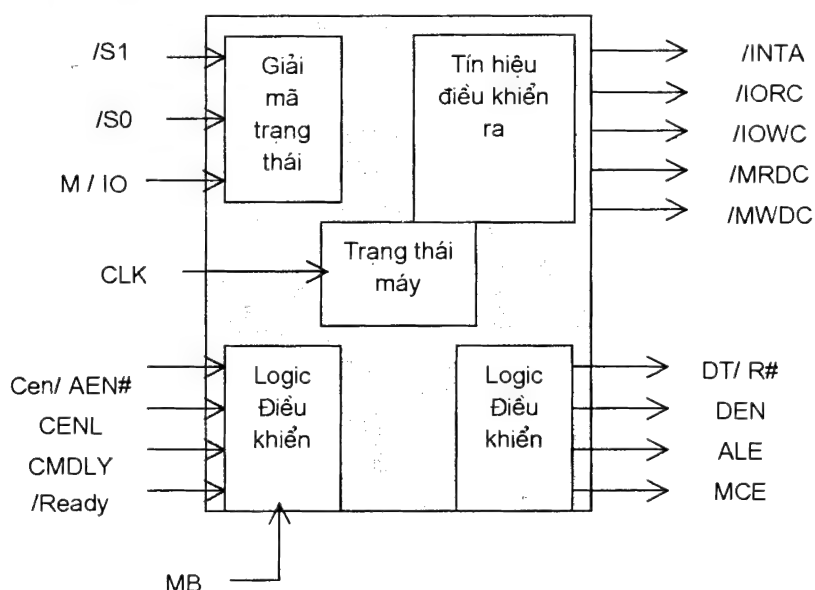 /S1
/S0
M / IO
CLK
Cen/ AEN#
CENL
CMDLY
/Ready
MB
Giải
mã
trạng
thái
Tín hiệu
điều khiển
ra
Trạng thái
máy
Logic
Điều
khiển
Logic
Điều
khiển
/INTA
/IORC
/IOWC
/MRDC
/MWDC
DT/ R#
DEN
ALE
MCE